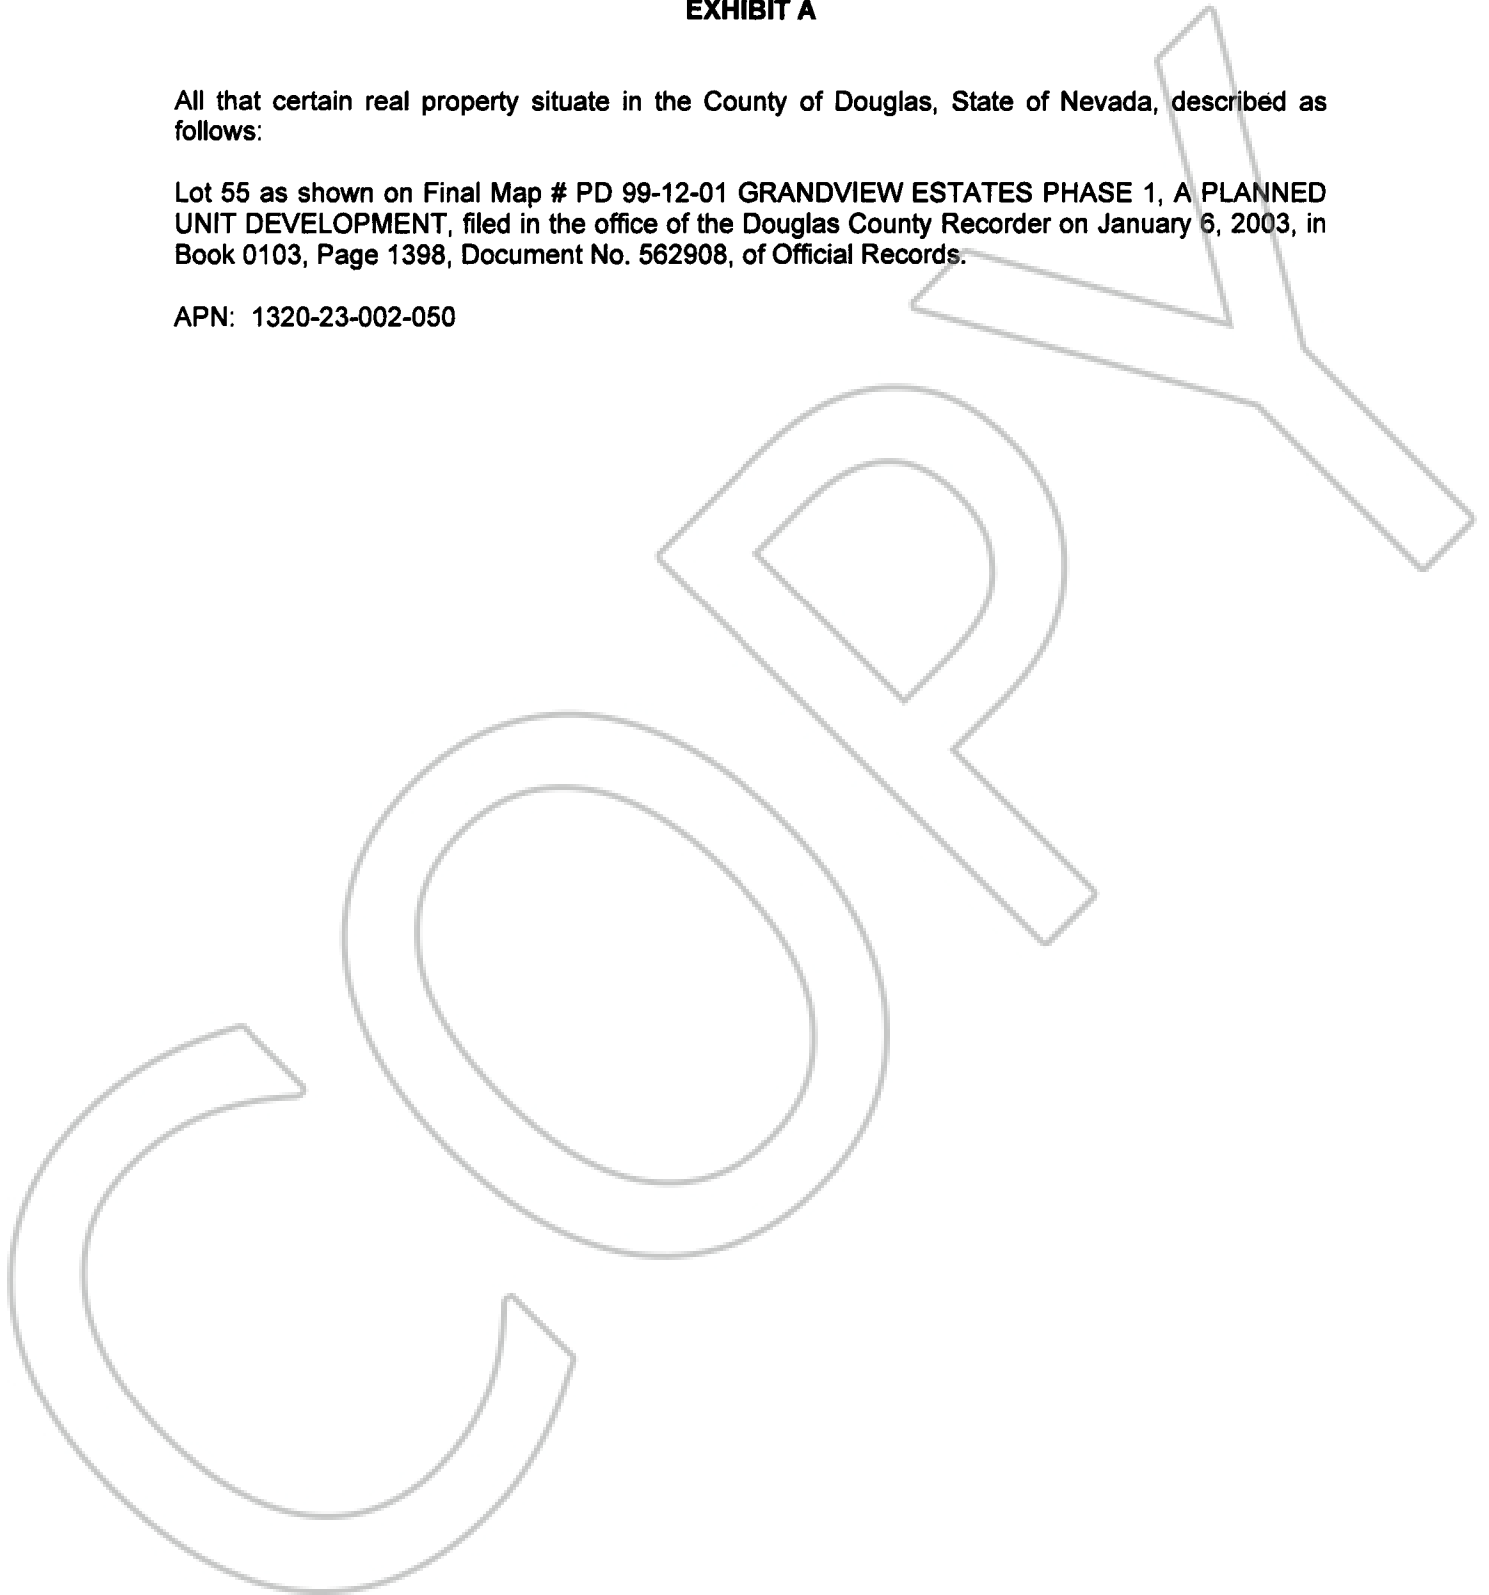 EXHIBIT A
All that certain real property situate in the County of Douglas, State of Nevada, described as
follows:
Lot 55 as shown on Final Map # PD 99-12-01 GRANDVIEW ESTATES PHASE 1, A PLANNED
UNIT DEVELOPMENT, filed in the office of the Douglas County Recorder on January 6, 2003, in
Book 0103, Page 1398, Document No. 562908, of Official Records.
APN: 1320-23-002-050
COPY